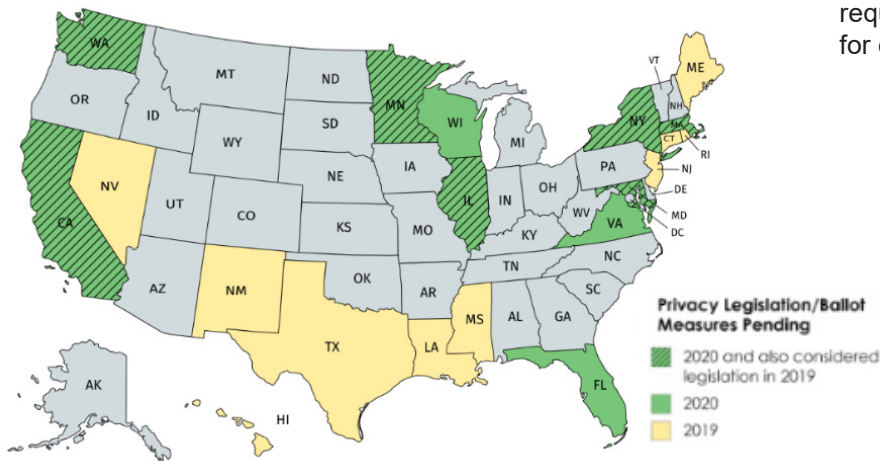 requ
for
WA
MT
ND
MN
VT
ME
OR
ID
SD
WI
NY
NH
MA
WY
MI
CT
RI
IA
PA
NJ
NV
NE
OH
DE
UT
IL
IN
MD
CA
CO
WV
VA
DC
KS
MO
KY
AZ
OK
TN
NC
NM
AR
SC
MS
AL
GA
TX
LA
FL
AK
HI
Privacy Legislation/Ballot
Measures Pending
2020 and also considered
legislation in 2019
2020
2019